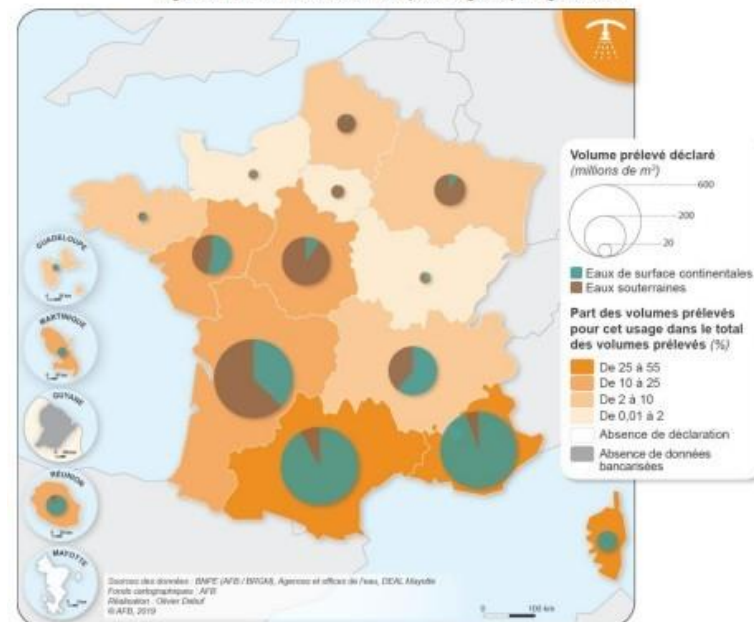 Volume prélevé déclaré
(millions de m³)
600
200
20
Eaux de surface continentales
Eaux souterraines
Part des volumes prélevés
pour cet usage dans le total
des volumes prélevés (%)
De 25 à 55
De 10 à 25
De 2 à 10
De 0,01 à 2
Absence de déclaration
Absence de données
bancarisées
GUADELOUPE
MARTINIQUE
GUYANE
RÉUNION
MAYOTTE
Sources des données : BNPE (AFB / BRGM), Agences et offices de l'eau, DEAL Mayotte
Fonds cartographiques : AFB
Réalisation : Olivier Debuf
© AFB, 2019
0 100 km